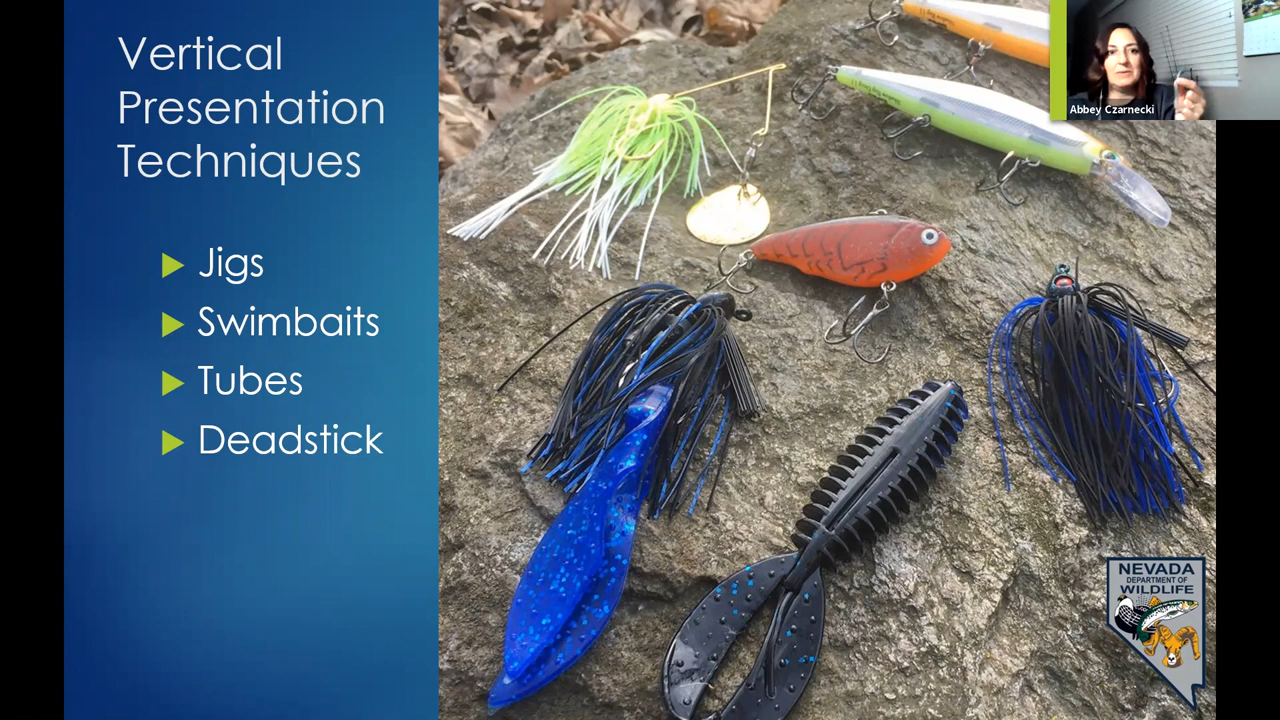 Vertical
Presentation
Techniques
Jigs
Swimbaits
Tubes
Deadstick
Abbey Czarnecki
NEVADA
DEPARTMENT OF
WILDLIFE